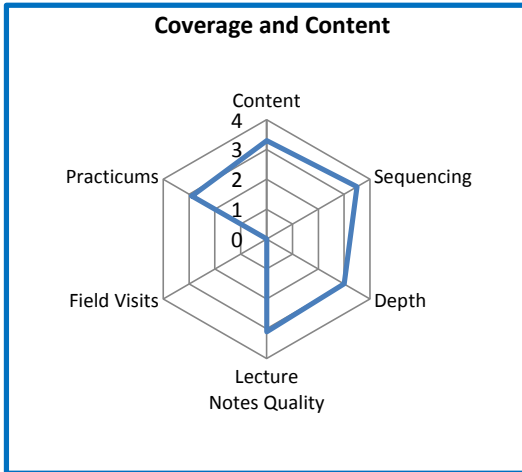 Coverage and Content
Content
4
3
2
1
0
Sequencing
Depth
Lecture
Notes Quality
Field Visits
Practicums